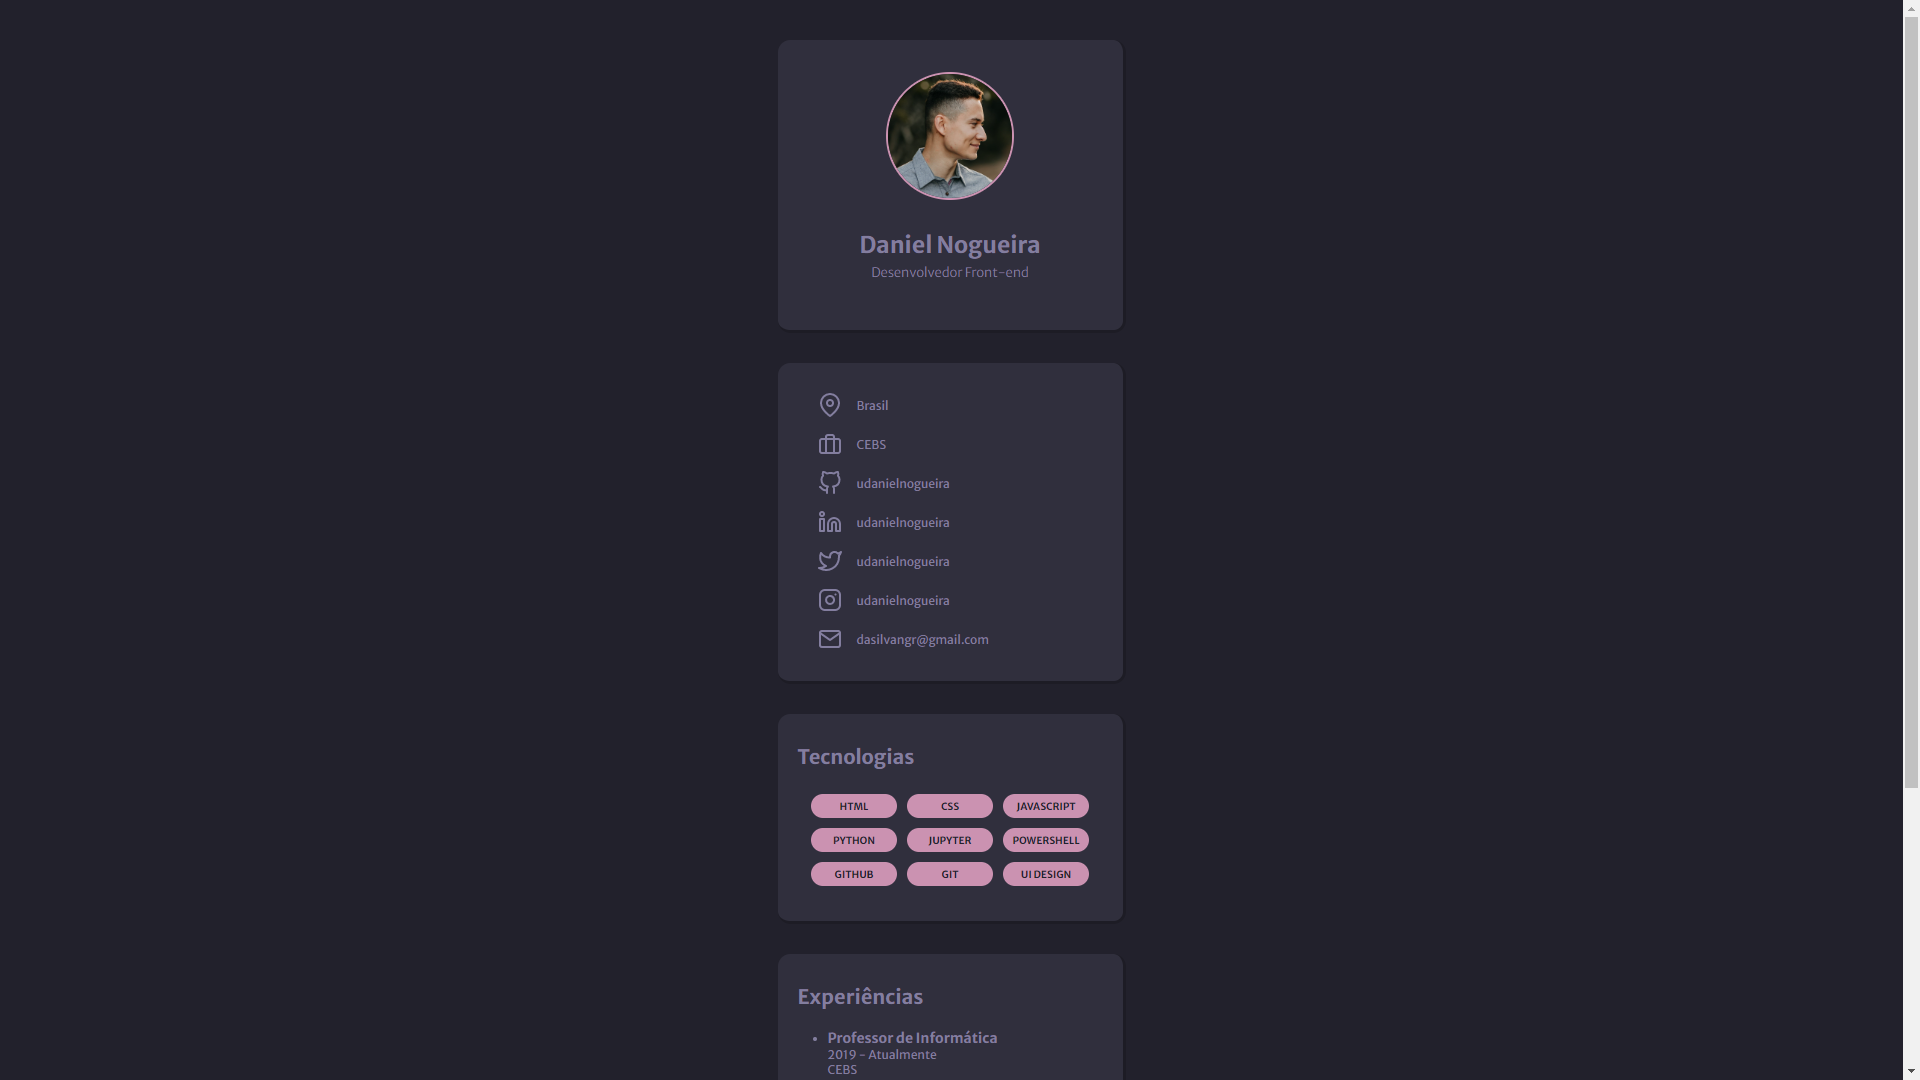 Daniel Nogueira
Desenvolvedor Front-end
Brasil
CEBS
udanielnogueira
udanielnogueira
udanielnogueira
udanielnogueira
dasilvangr@gmail.com
Tecnologias
HTML CSS JAVASCRIPT
PYTHON JUPYTER POWERSHELL
GITHUB GIT UI DESIGN
Experiências
Professor de Informática
2019 - Atualmente
CEBS